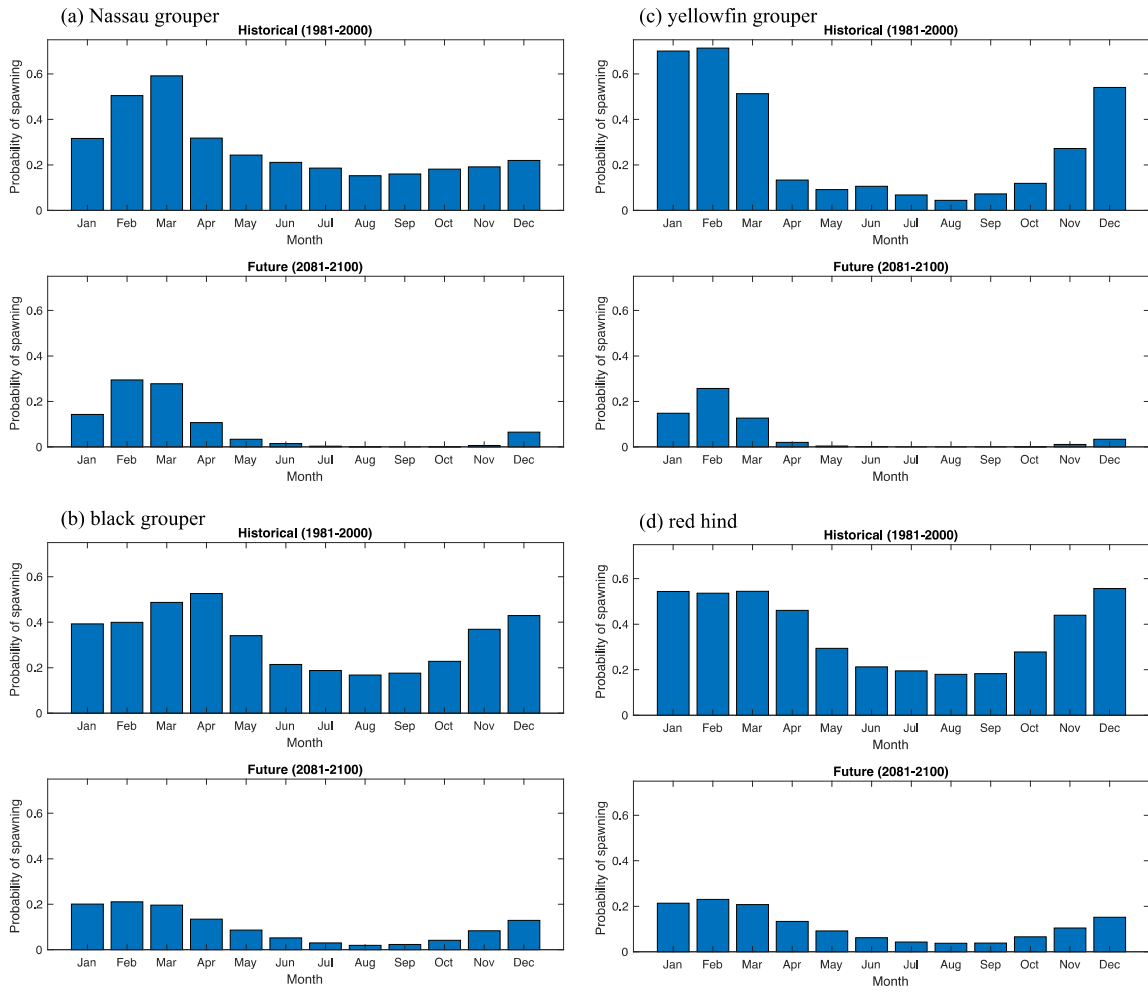 (a) Nassau grouper
Historical (1981-2000)
Probability of spawning
0.6
0.4
0.2
0
Jan Feb Mar Apr May Jun Jul Aug Sep Oct Nov Dec
Month
Future (2081-2100)
Probability of spawning
0.6
0.4
0.2
0
Jan Feb Mar Apr May Jun Jul Aug Sep Oct Nov Dec
Month
(b) black grouper
Historical (1981-2000)
Probability of spawning
0.6
0.4
0.2
0
Jan Feb Mar Apr May Jun Jul Aug Sep Oct Nov Dec
Month
Future (2081-2100)
Probability of spawning
0.6
0.4
0.2
0
Jan Feb Mar Apr May Jun Jul Aug Sep Oct Nov Dec
Month
(c) yellowfin grouper
Historical (1981-2000)
Probability of spawning
0.6
0.4
0.2
0
Jan Feb Mar Apr May Jun Jul Aug Sep Oct Nov Dec
Month
Future (2081-2100)
Probability of spawning
0.6
0.4
0.2
0
Jan Feb Mar Apr May Jun Jul Aug Sep Oct Nov Dec
Month
(d) red hind
Historical (1981-2000)
Probability of spawning
0.6
0.4
0.2
0
Jan Feb Mar Apr May Jun Jul Aug Sep Oct Nov Dec
Month
Future (2081-2100)
Probability of spawning
0.6
0.4
0.2
0
Jan Feb Mar Apr May Jun Jul Aug Sep Oct Nov Dec
Month